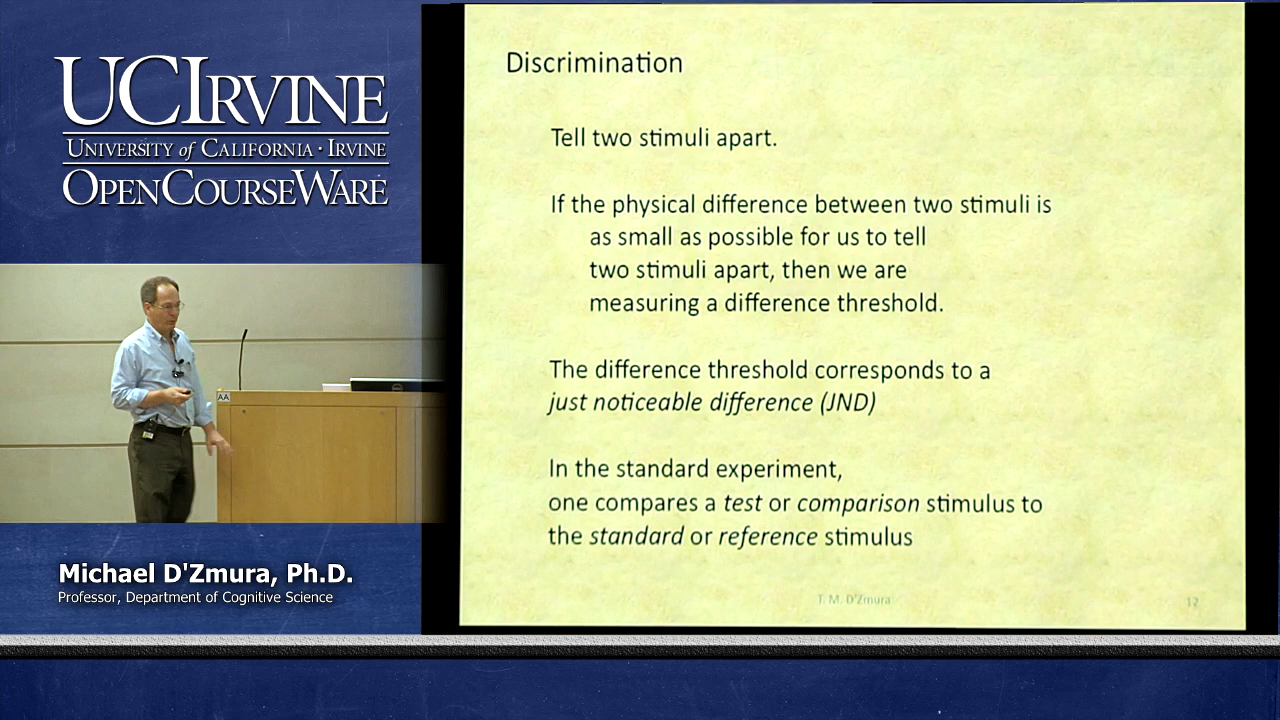 UCIRVINE
UNIVERSITY of CALIFORNIA · IRVINE
OPENCOURSEWARE
AA
Michael D'Zmura, Ph.D.
Professor, Department of Cognitive Science
Discrimination
Tell two stimuli apart.
If the physical difference between two stimuli is
as small as possible for us to tell
two stimuli apart, then we are
measuring a difference threshold.
The difference threshold corresponds to a
just noticeable difference (JND)
In the standard experiment,
one compares a test or comparison stimulus to
the standard or reference stimulus
T. M. D'Zmura
12